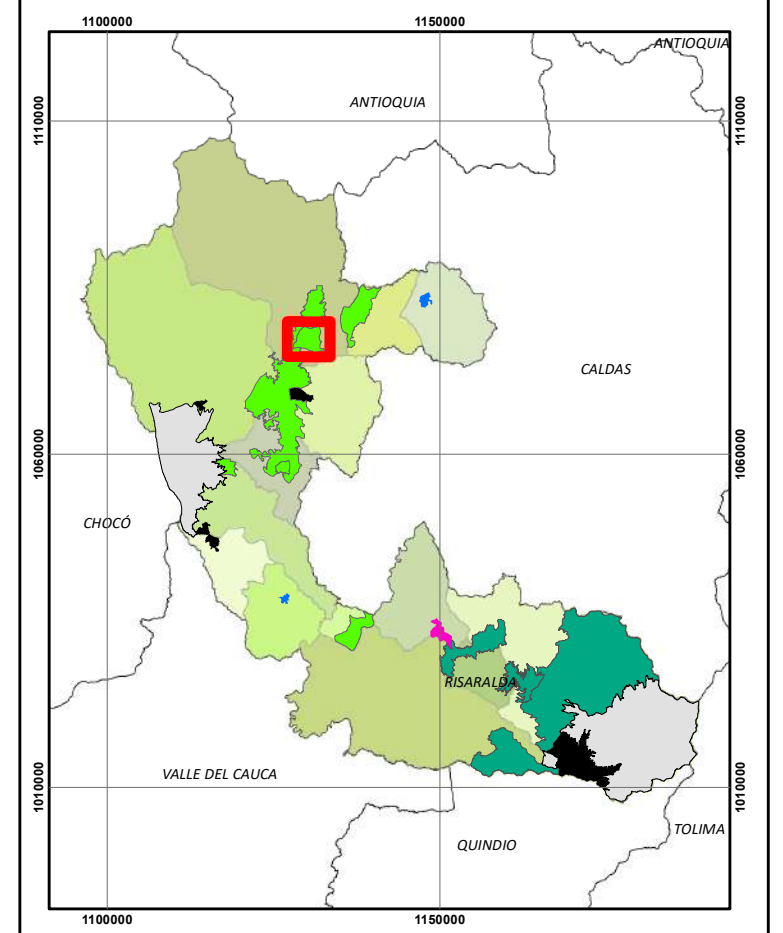 1100000 1150000
ANTIOQUIA
ANTIOQUIA
1110000 1110000
CALDAS
1060000 1060000
CHOCÓ
RISARALDA
VALLE DEL CAUCA
1010000 1010000
TOLIMA
QUINDIO
1100000 1150000